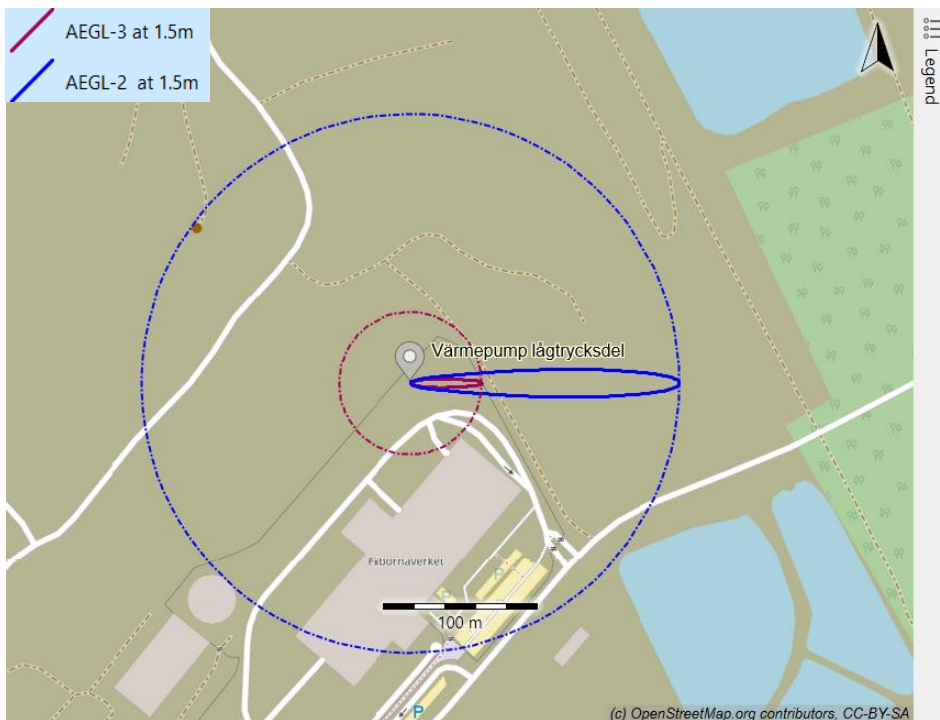 AEGL-3 at 1.5m
AEGL-2 at 1.5m
Legend
Värmepump lågtrycksdel
Filbornaverket
P
P
100 m
P
(c) OpenStreetMap.org contributors, CC-BY-SA